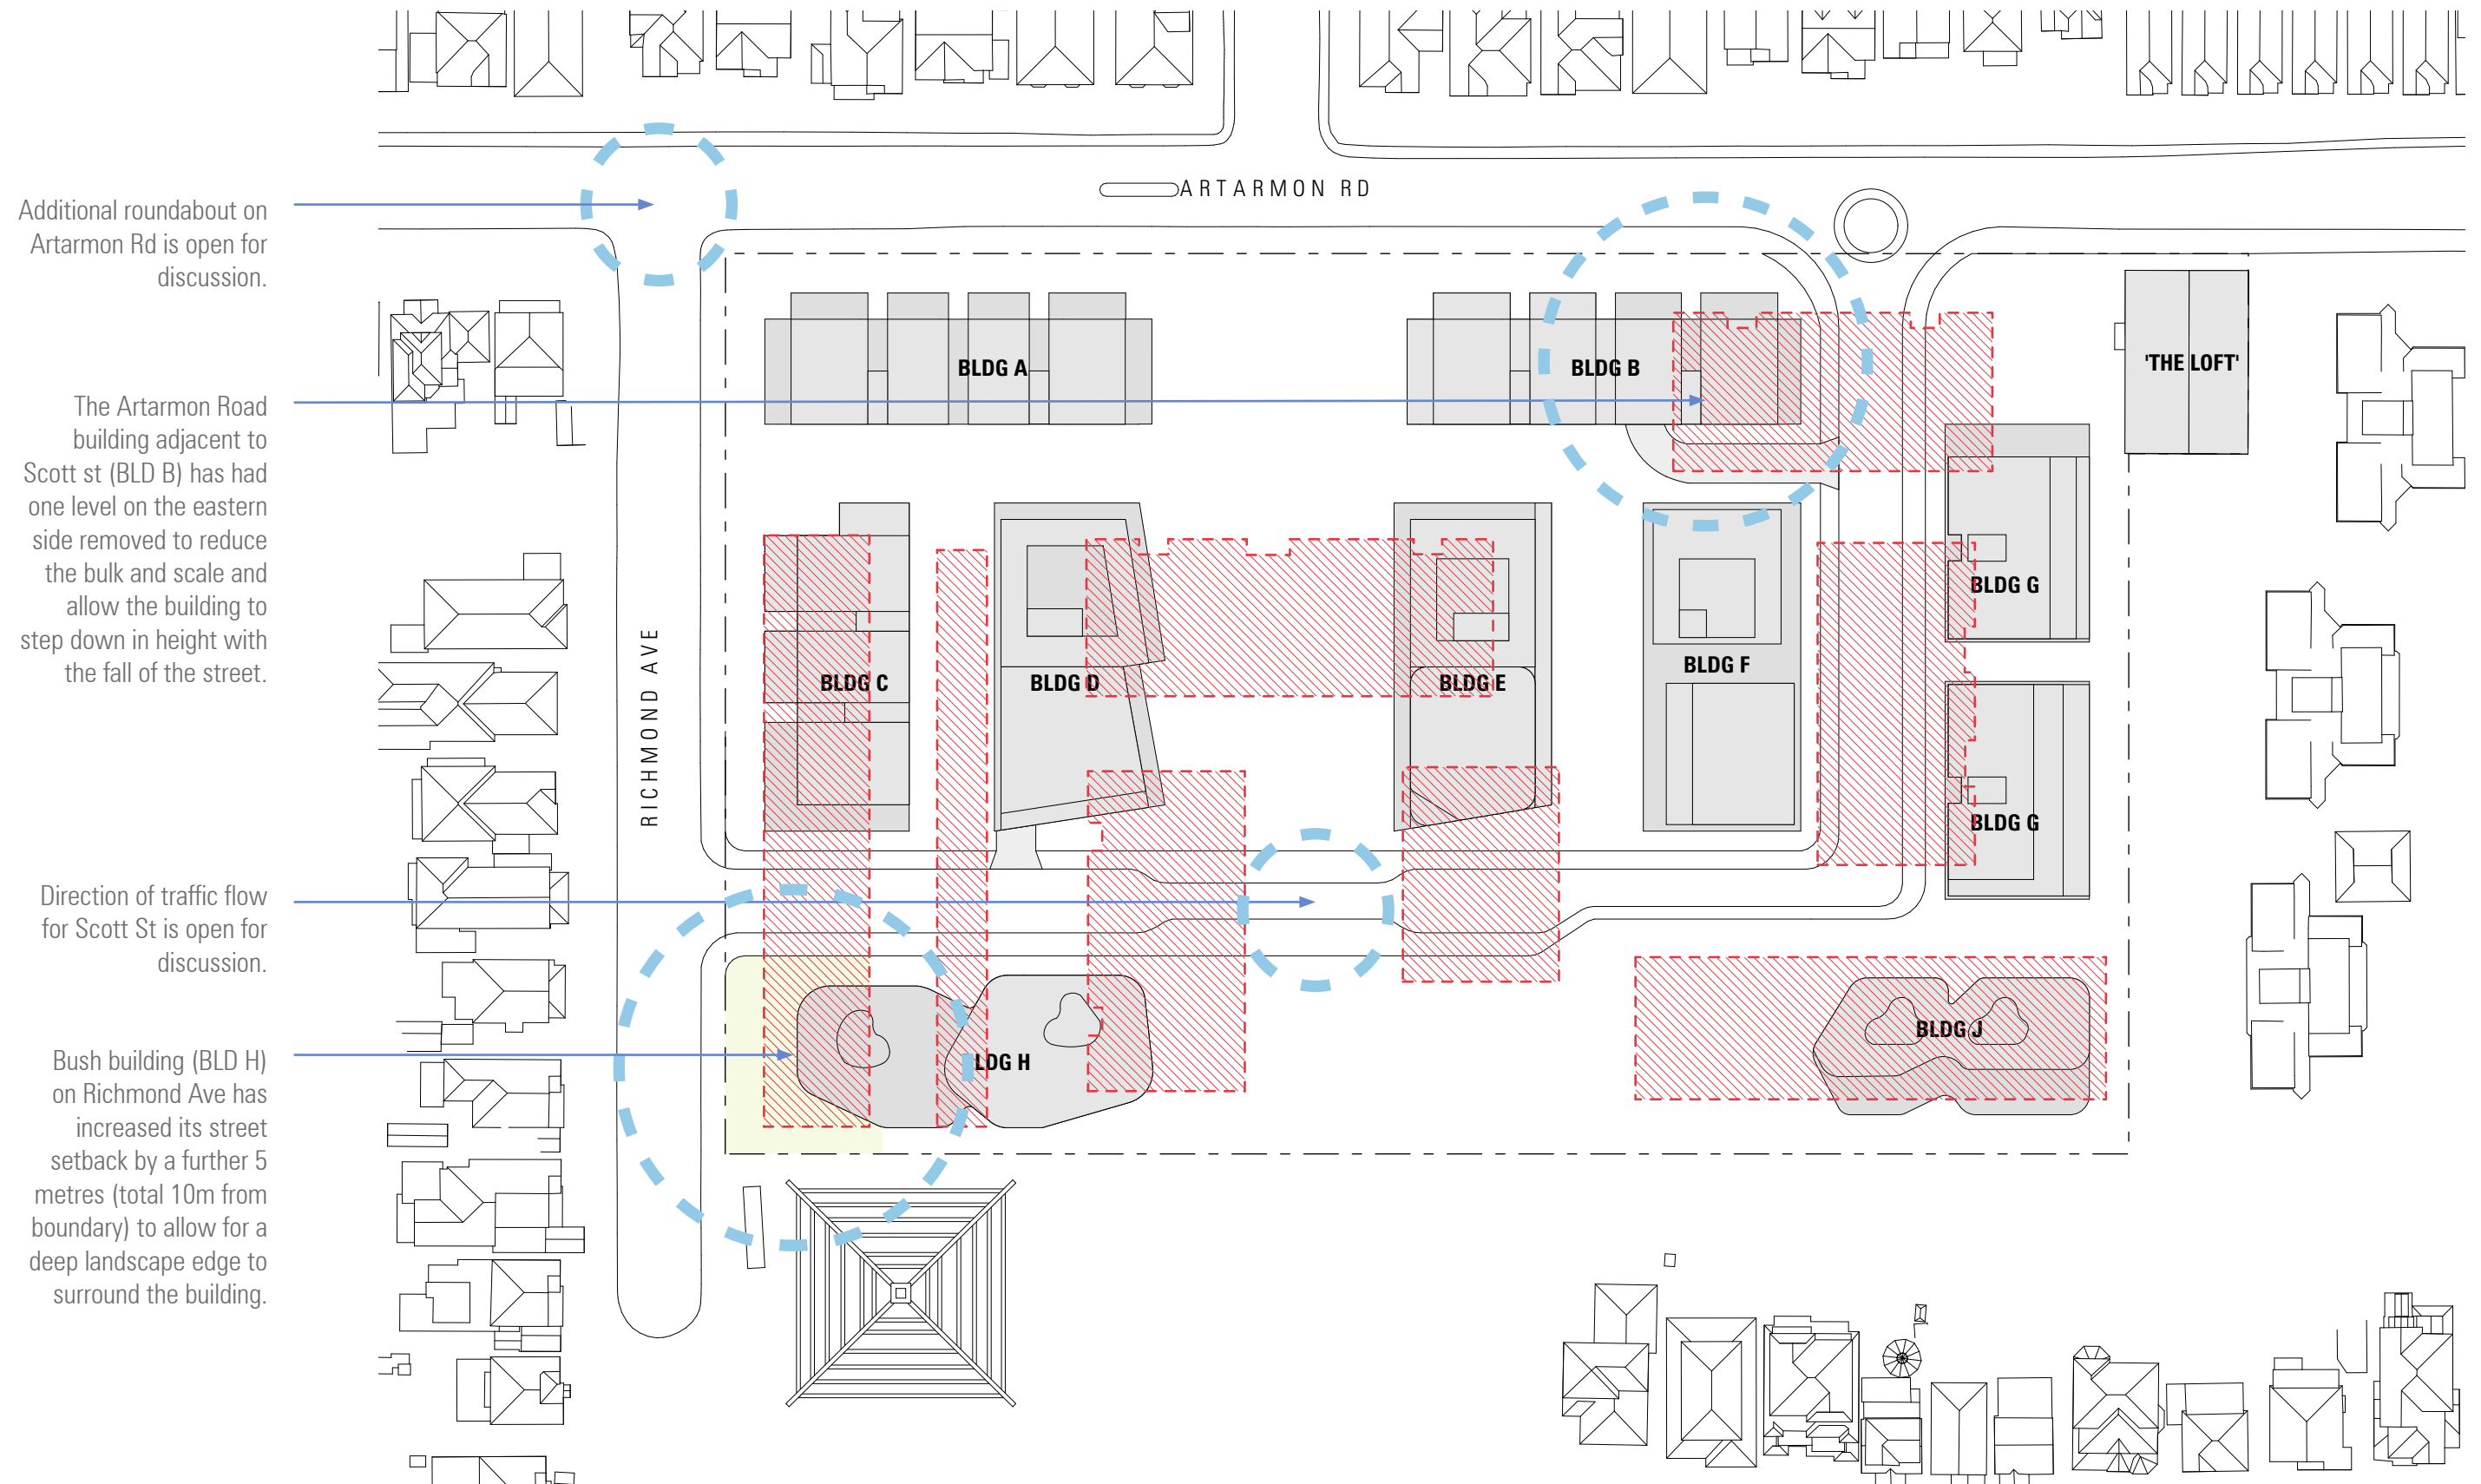 ARTARMON RD
Additional roundabout on
Artarmon Rd is open for
discussion.
BLDG A
BLDG B
'THE LOFT'
The Artarmon Road
building adjacent to
Scott st (BLD B) has had
one level on the eastern
side removed to reduce
the bulk and scale and
allow the building to
step down in height with
the fall of the street.
RICHMOND AVE
BLDG C
BLDG D
BLDG E
BLDG F
BLDG G
BLDG G
Direction of traffic flow
for Scott St is open for
discussion.
LDG H
BLDG J
Bush building (BLD H)
on Richmond Ave has
increased its street
setback by a further 5
metres (total 10m from
boundary) to allow for a
deep landscape edge to
surround the building.